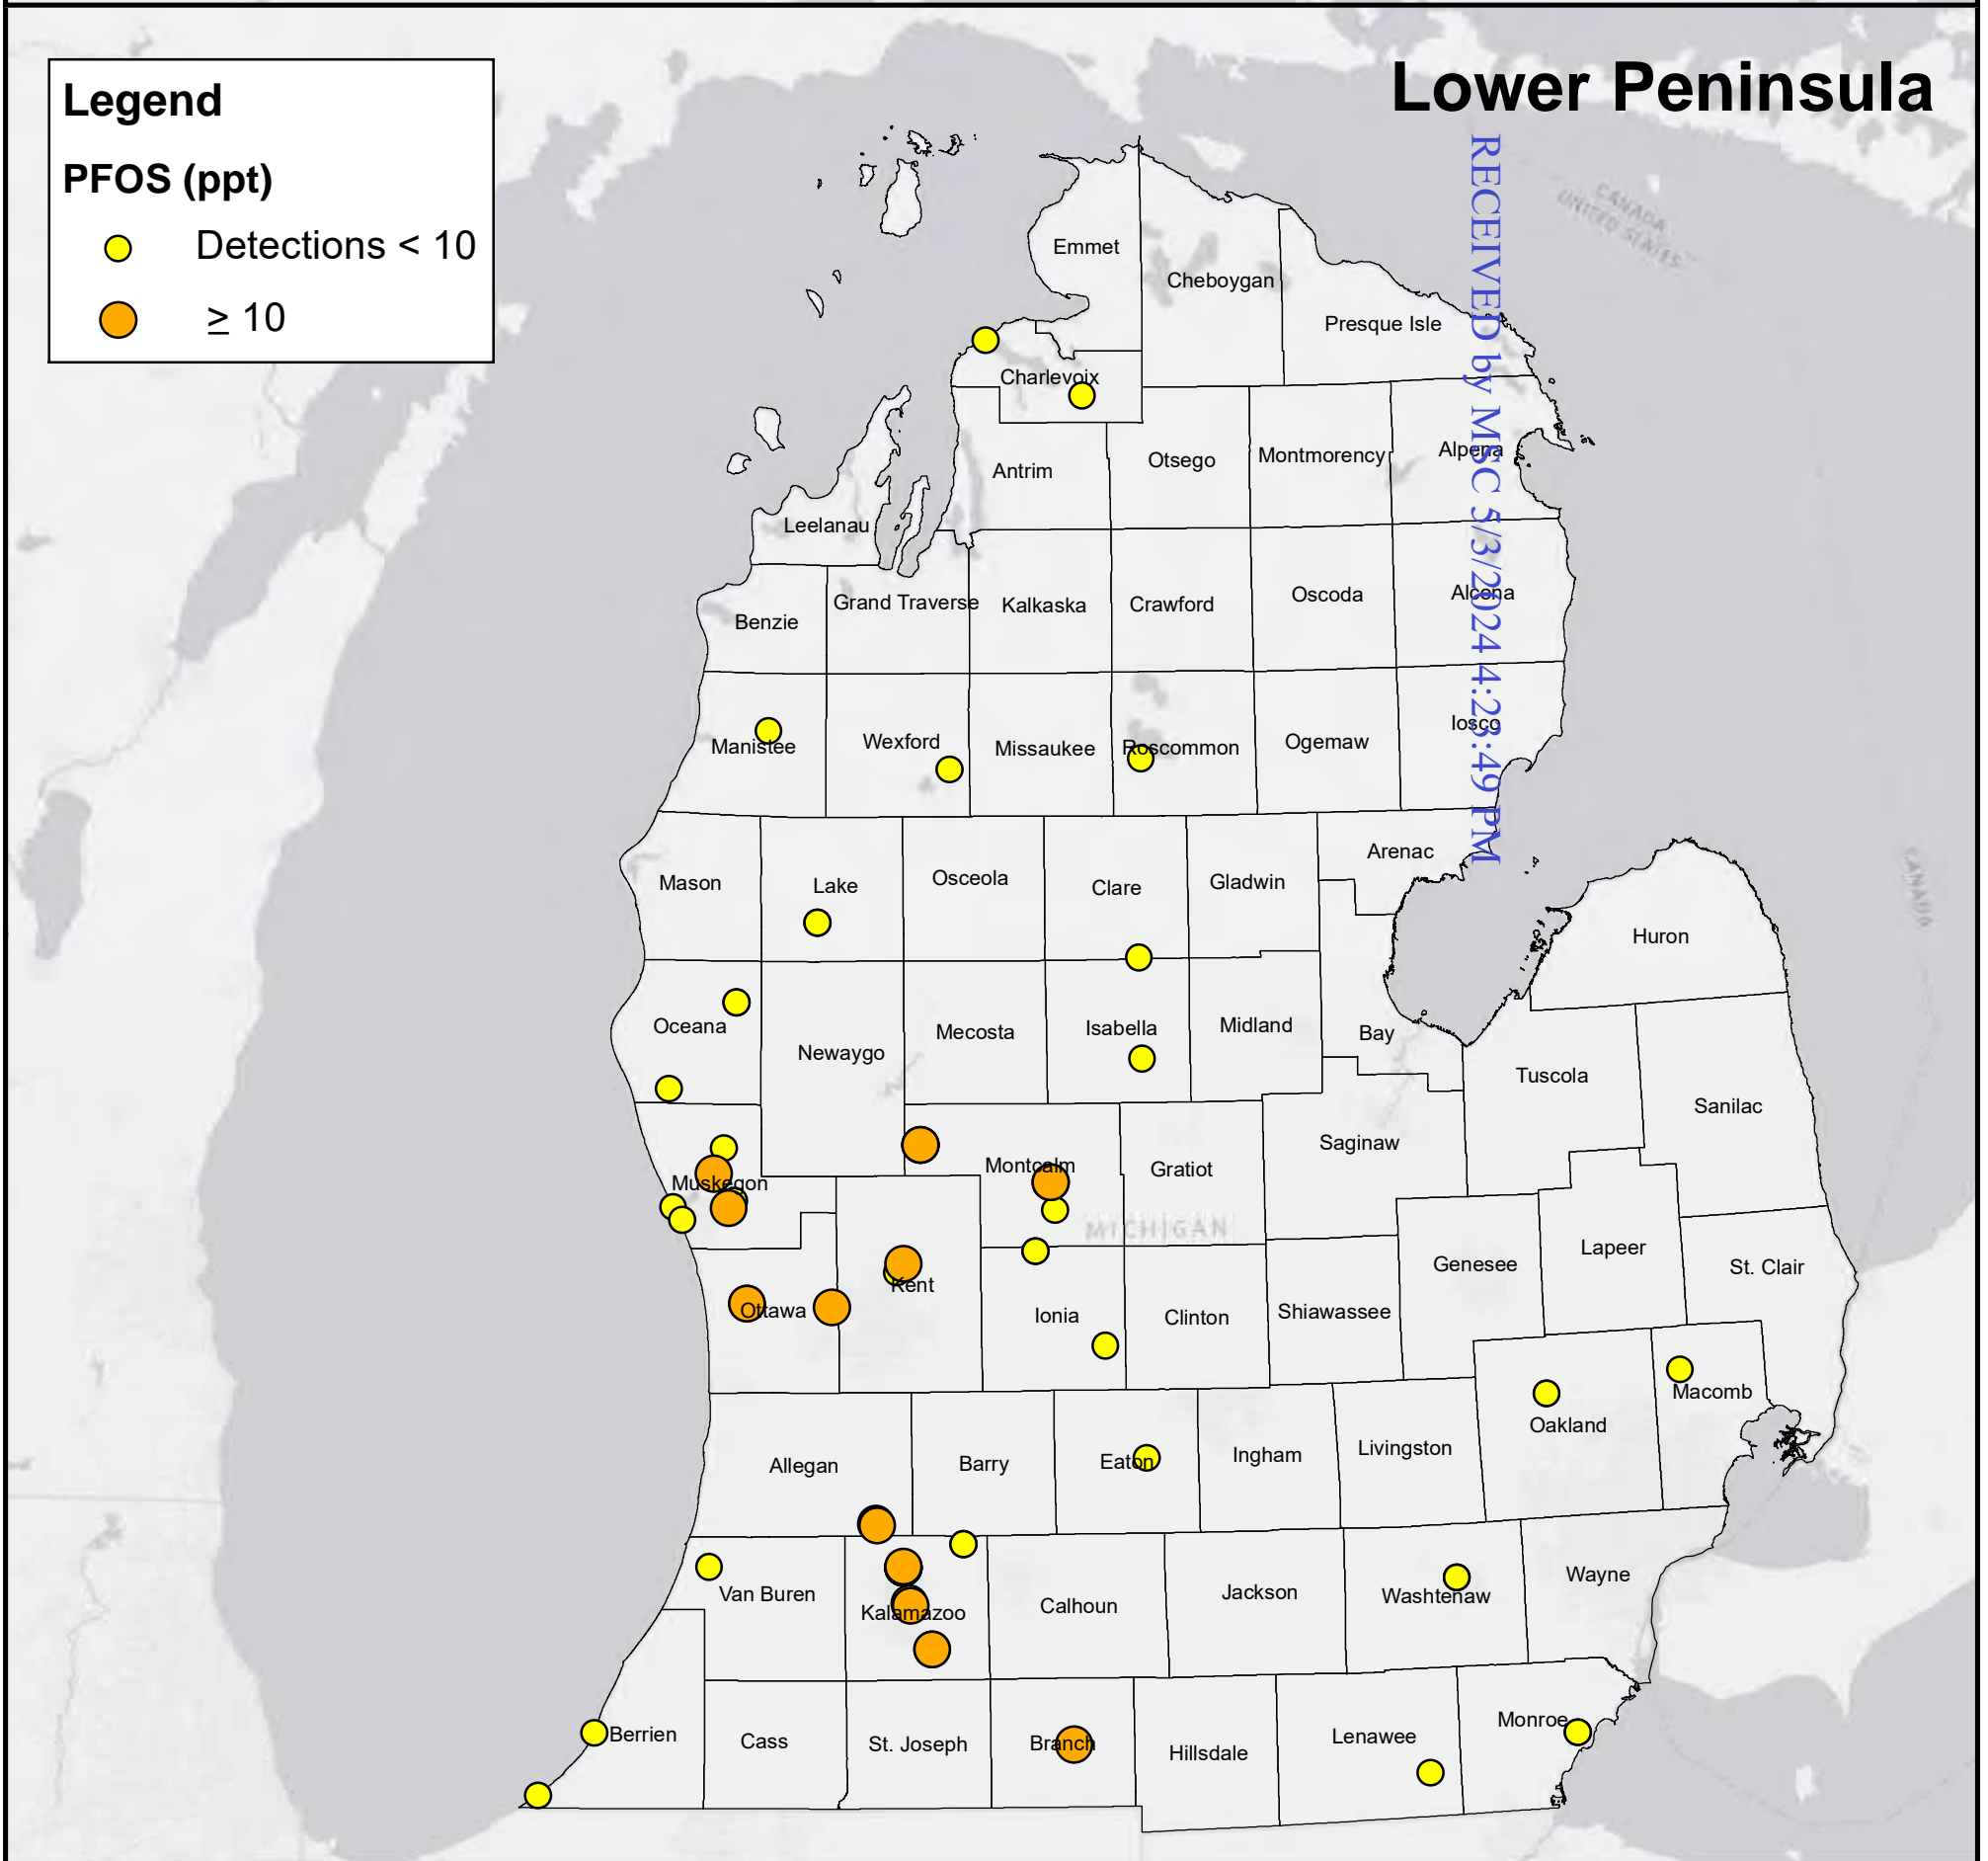 Lower Peninsula
Legend
PFOS (ppt)
Detections < 10
≥ 10
RECEIVED by MSC 5/3/2024 4:23:49 PM
CANADA
UNITED STATES
Emmet
Cheboygan
Presque Isle
Charlevoix
Antrim
Otsego
Montmorency
Alpena
Leelanau
Benzie
Grand Traverse
Kalkaska
Crawford
Oscoda
Alcona
Manistee
Wexford
Missaukee
Roscommon
Ogemaw
Iosco
Mason
Lake
Osceola
Clare
Gladwin
Arenac
CANADA
Huron
Oceana
Newaygo
Mecosta
Isabella
Midland
Bay
Tuscola
Sanilac
Muskegon
Montcalm
Gratiot
Saginaw
MICHIGAN
Ottawa
Kent
Ionia
Clinton
Shiawassee
Genesee
Lapeer
St. Clair
Allegan
Barry
Eaton
Ingham
Livingston
Oakland
Macomb
Van Buren
Kalamazoo
Calhoun
Jackson
Washtenaw
Wayne
Berrien
Cass
St. Joseph
Branch
Hillsdale
Lenawee
Monroe